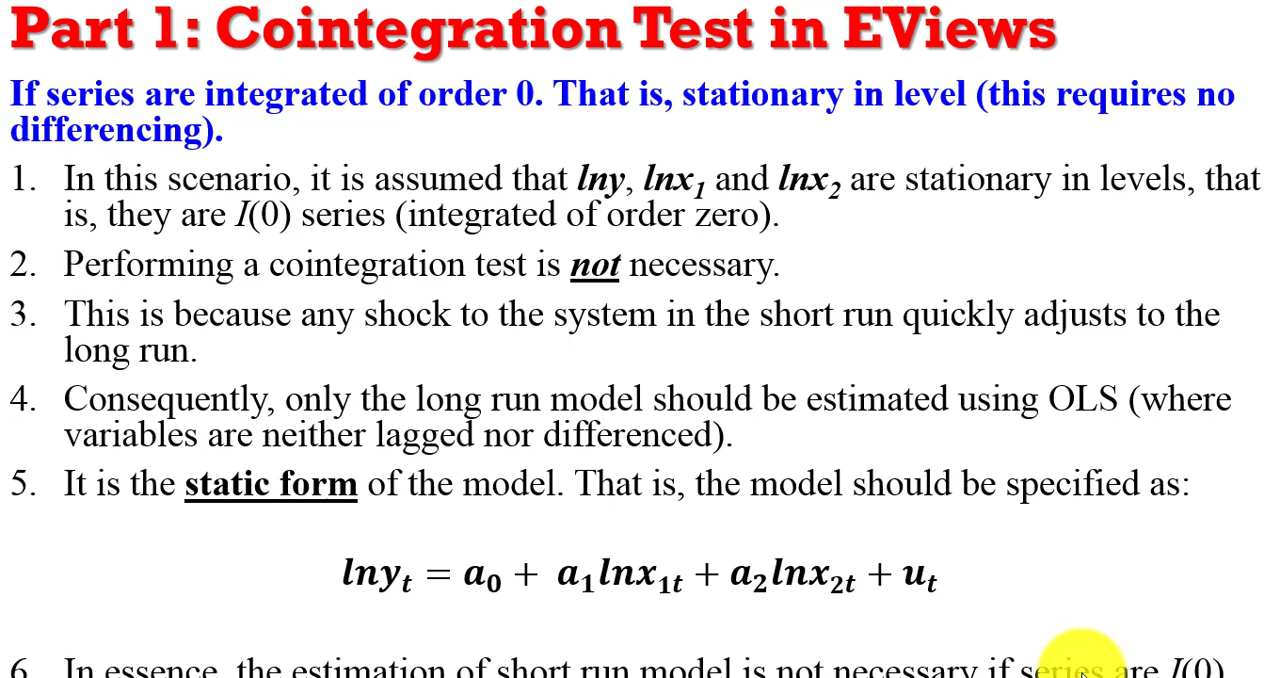 Part 1: Cointegration Test in EViews
If series are integrated of order 0. That is, stationary in level (this requires no
differencing).
1. In this scenario, it is assumed that lny, lnx₁ and lnx₂ are stationary in levels, that
is, they are I(0) series (integrated of order zero).
2. Performing a cointegration test is not necessary.
3. This is because any shock to the system in the short run quickly adjusts to the
long run.
4. Consequently, only the long run model should be estimated using OLS (where
variables are neither lagged nor differenced).
5. It is the static form of the model. That is, the model should be specified as:
lnyₜ = a₀ + a₁lnx₁ₜ + a₂lnx₂ₜ + uₜ
6. In essence, the estimation of short run model is not necessary if series are I(0)